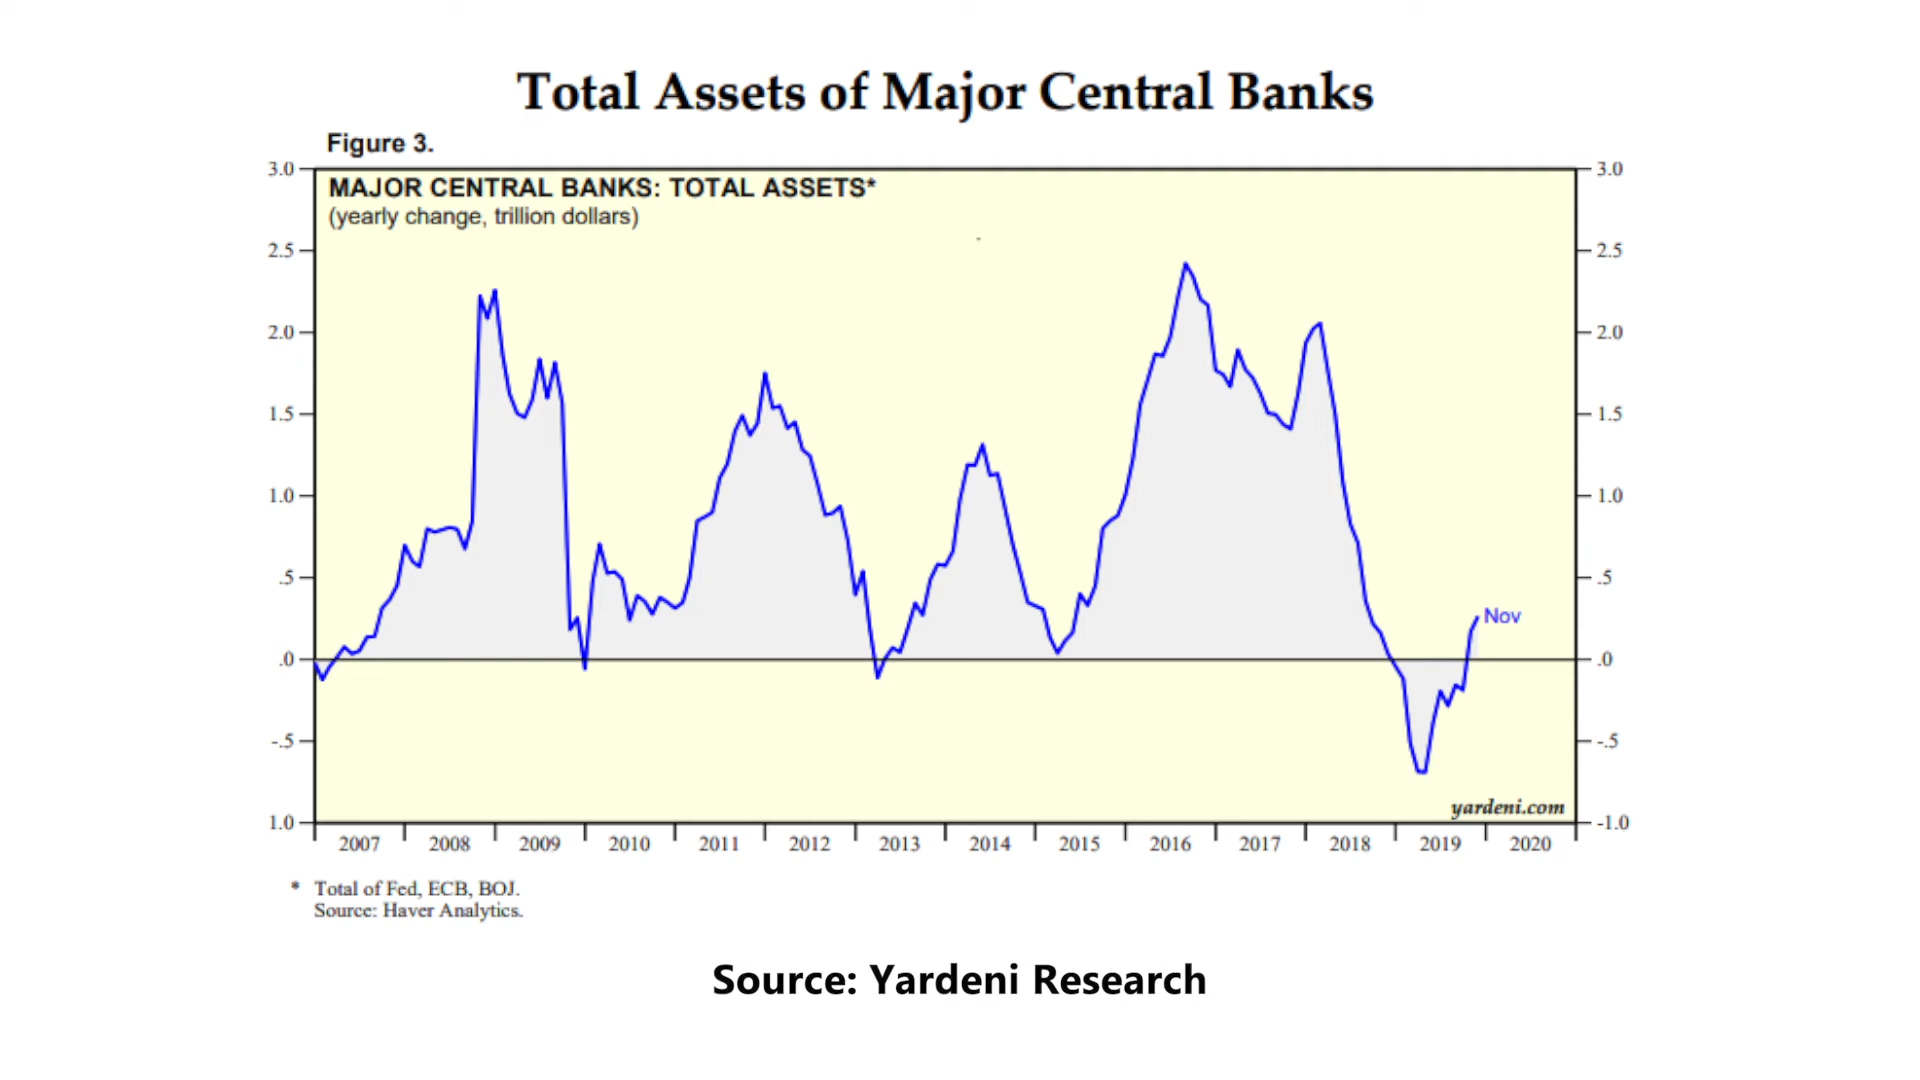 Total Assets of Major Central Banks
Figure 3.
MAJOR CENTRAL BANKS: TOTAL ASSETS*
(yearly change, trillion dollars)
3.0 3.0
2.5 2.5
2.0 2.0
1.5 1.5
1.0 1.0
.5 .5
Nov
.0 .0
-.5 -.5
yardeni.com
1.0 -1.0
2007 2008 2009 2010 2011 2012 2013 2014 2015 2016 2017 2018 2019 2020
* Total of Fed, ECB, BOJ.
Source: Haver Analytics.
Source: Yardeni Research